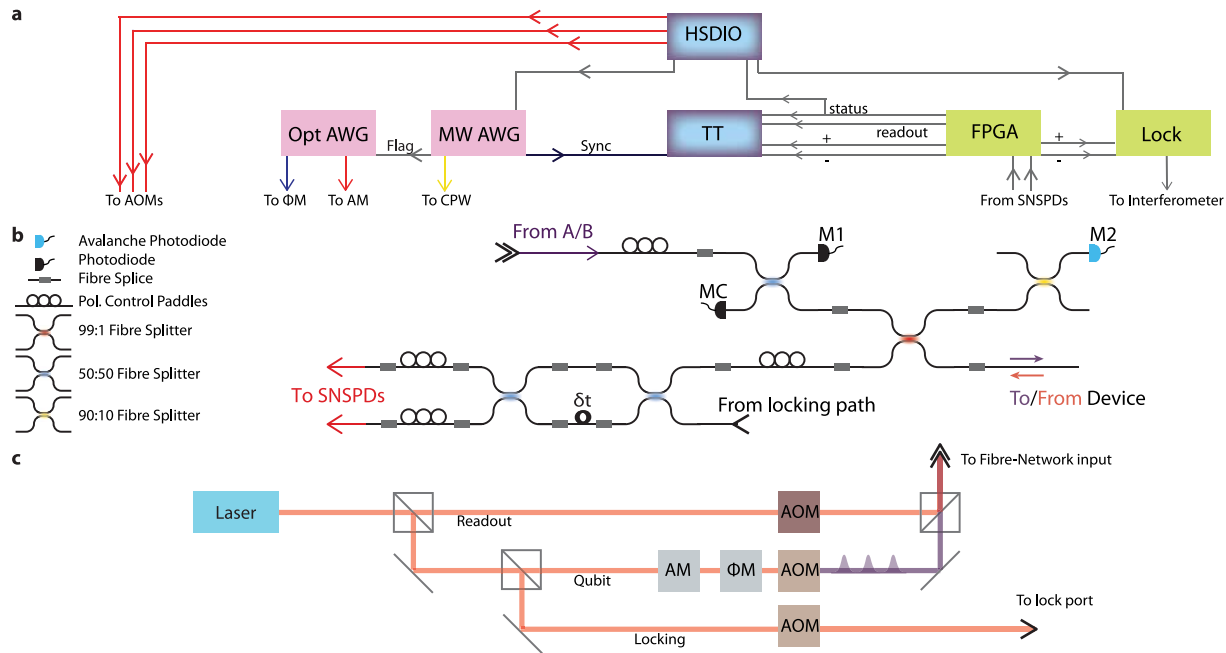 a
HSDIO
status
Opt AWG
MW AWG
TT
FPGA
Lock
Flag
Sync
readout
+
-
+
-
To AOMs
To ΦM
To AM
To CPW
From SNSPDs
To Interferometer
b
Avalanche Photodiode
Photodiode
Fibre Splice
Pol. Control Paddles
99:1 Fibre Splitter
50:50 Fibre Splitter
90:10 Fibre Splitter
From A/B
M1
M2
MC
To SNSPDs
δt
From locking path
To/From Device
c
To Fibre-Network input
Laser
Readout
AOM
Qubit
AM
ΦM
AOM
To lock port
Locking
AOM